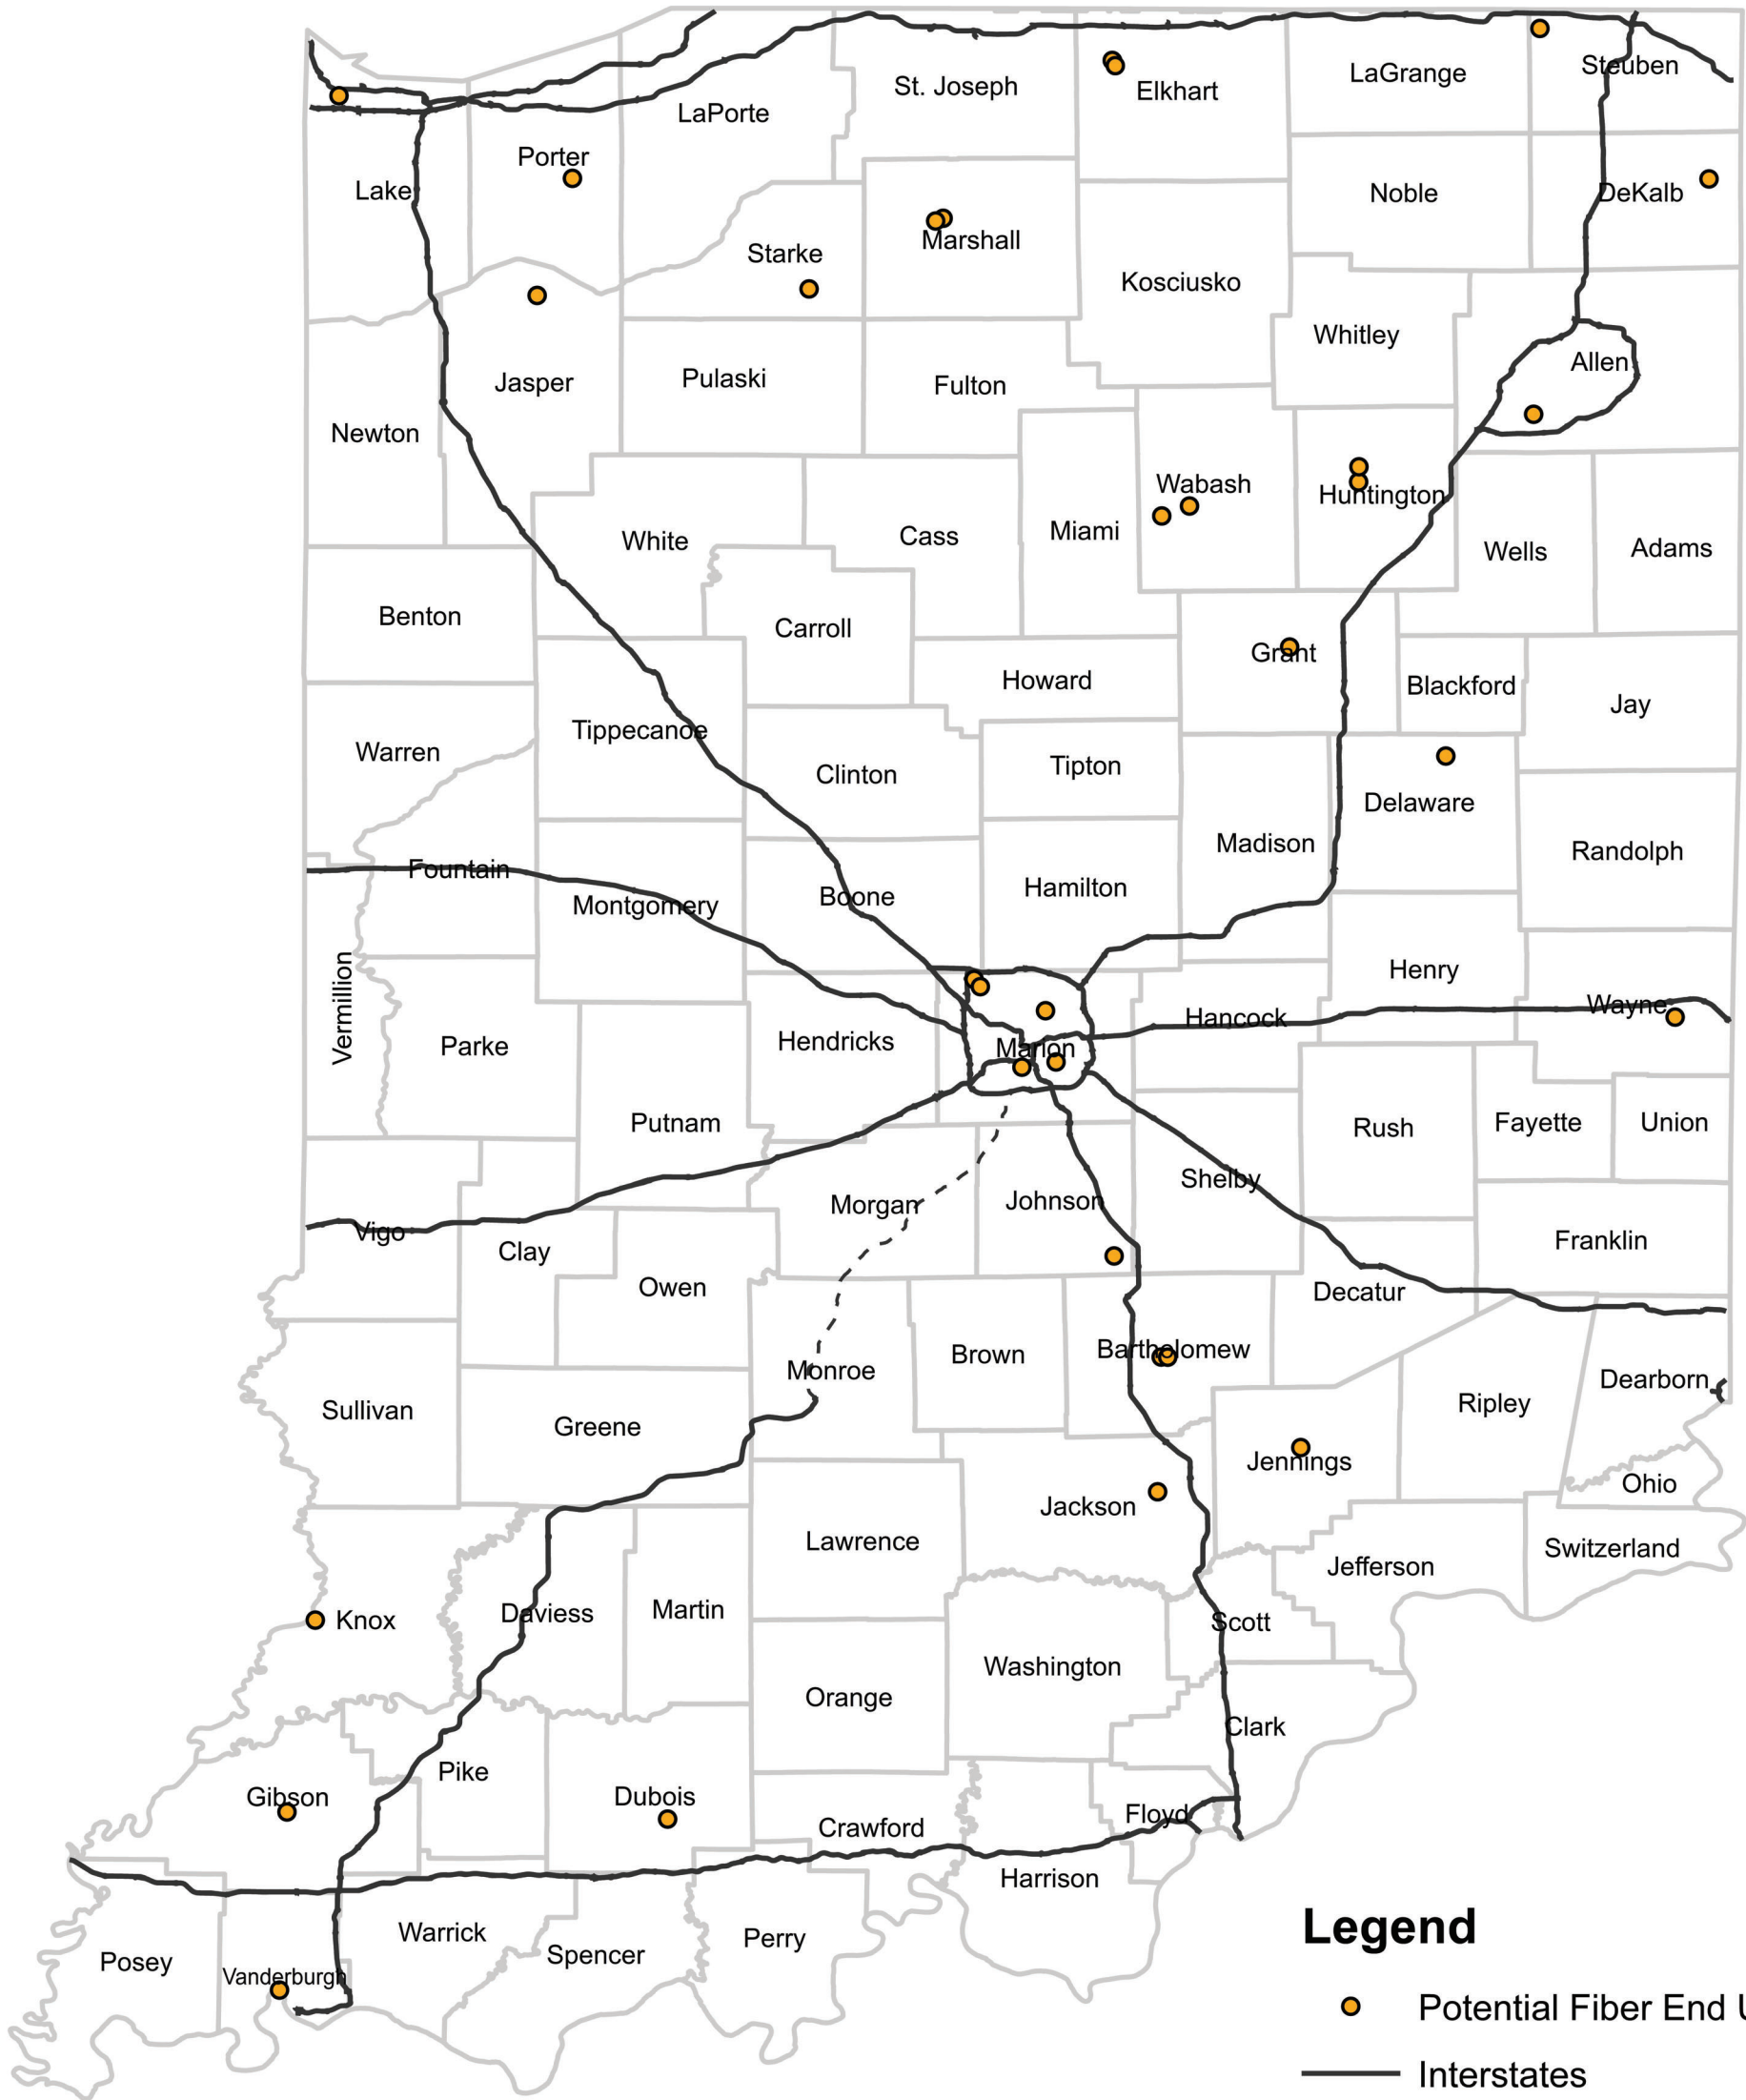 Steuben
LaGrange
St. Joseph
Elkhart
LaPorte
Porter
Lake
Noble
DeKalb
Marshall
Starke
Kosciusko
Whitley
Allen
Jasper
Pulaski
Fulton
Newton
Wabash
Huntington
White
Cass
Miami
Wells
Adams
Benton
Carroll
Grant
Howard
Blackford
Jay
Tippecanoe
Warren
Clinton
Tipton
Delaware
Madison
Randolph
Fountain
Hamilton
Boone
Montgomery
Henry
Vermillion
Wayne
Hancock
Hendricks
Parke
Marion
Putnam
Rush
Fayette
Union
Shelby
Morgan
Johnson
Vigo
Clay
Franklin
Owen
Decatur
Bartholomew
Brown
Monroe
Dearborn
Ripley
Sullivan
Greene
Jennings
Ohio
Jackson
Lawrence
Switzerland
Jefferson
Martin
Daviess
Knox
Scott
Washington
Orange
Clark
Pike
Gibson
Dubois
Floyd
Crawford
Harrison
Warrick
Perry
Spencer
Posey
Vanderburgh
Legend
Potential Fiber End U
Interstates